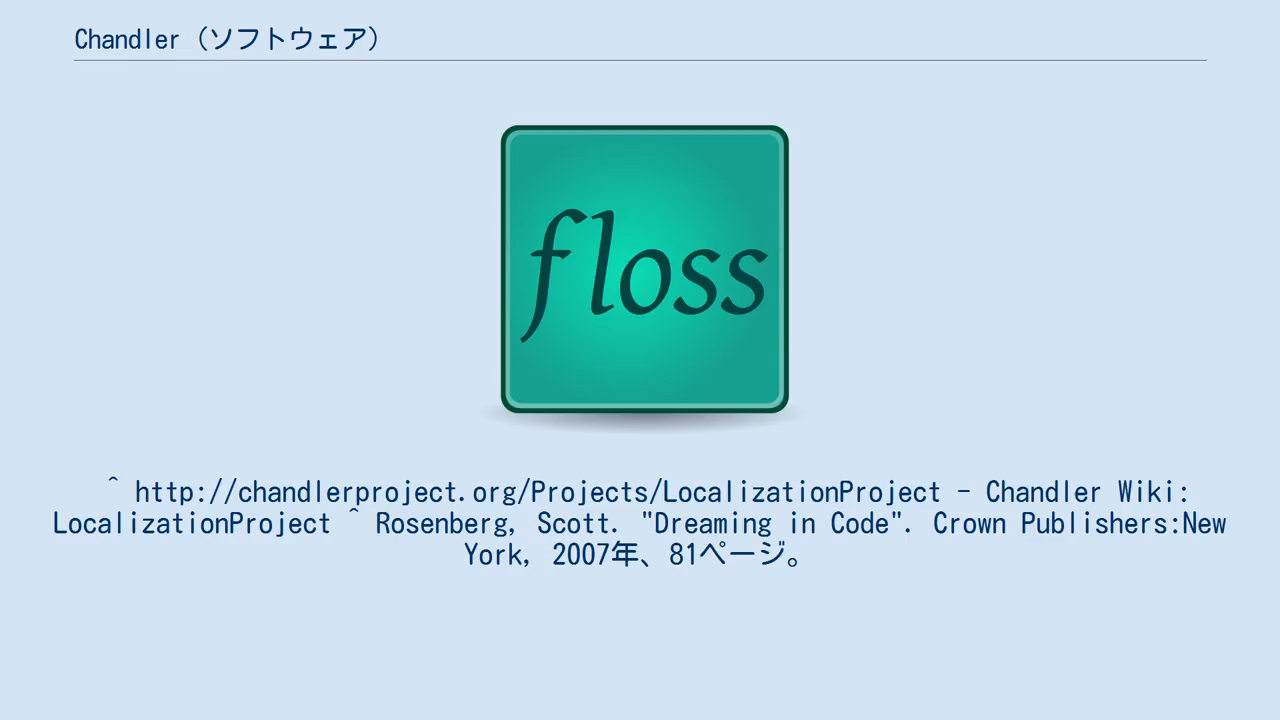 Chandler (ソフトウェア)
floss
^ http://chandlerproject.org/Projects/LocalizationProject - Chandler Wiki:
LocalizationProject ^ Rosenberg, Scott. "Dreaming in Code". Crown Publishers:New
York, 2007年、81ページ。